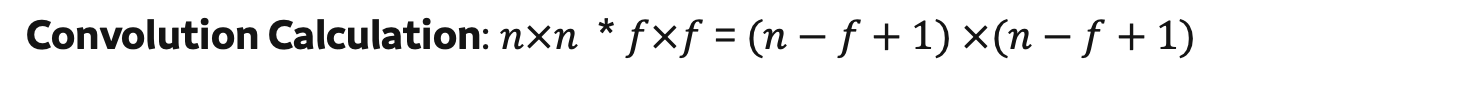 Convolution Calculation: n×n * f×f = (n − f + 1) ×(n − f + 1)